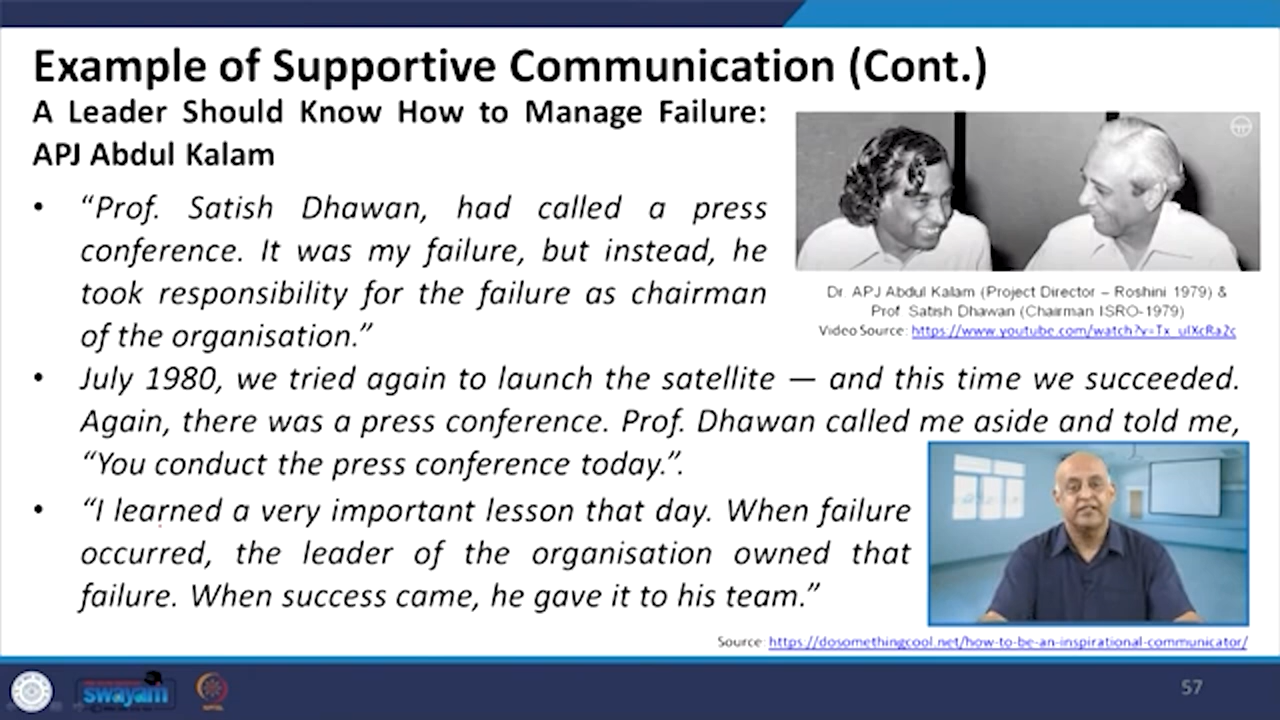 Example of Supportive Communication (Cont.)
A Leader Should Know How to Manage Failure:
APJ Abdul Kalam
• “Prof. Satish Dhawan, had called a press
conference. It was my failure, but instead, he
took responsibility for the failure as chairman
of the organisation.”
Dr. APJ Abdul Kalam (Project Director – Roshini 1979) &
Prof Satish Dhawan (Chairman ISRO-1979)
Video Source:
• July 1980, we tried again to launch the satellite — and this time we succeeded.
Again, there was a press conference. Prof. Dhawan called me aside and told me,
“You conduct the press conference today.”.
• “I learned a very important lesson that day. When failure
occurred, the leader of the organisation owned that
failure. When success came, he gave it to his team.”
Source: https://dosomethingcool.net/how-to-be-an-inspirational-communicator/
swayam
57